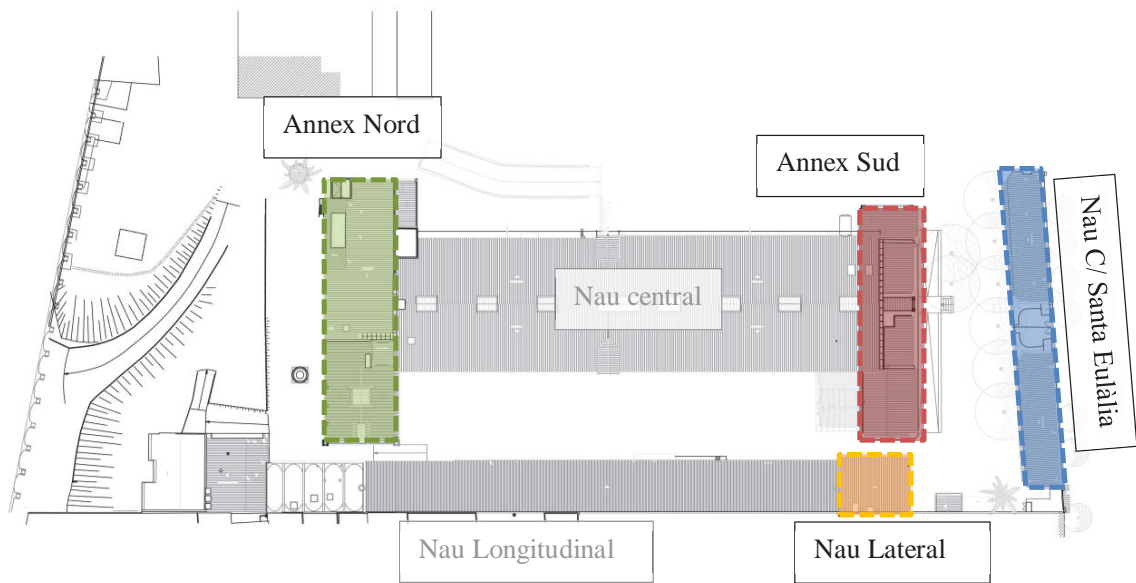 Annex Nord
Annex Sud
Nau C/ Santa Eulàlia
Nau central
Nau Longitudinal
Nau Lateral